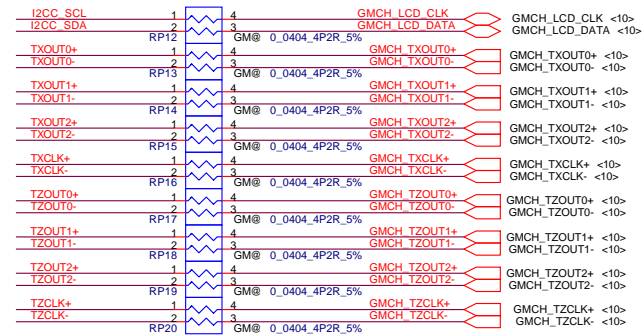 I2CC_SCL 1 4 GMCH_LCD_CLK GMCH_LCD_CLK <10>
I2CC_SDA 2 3 GMCH_LCD_DATA GMCH_LCD_DATA <10>
RP12 GM@ 0_0404_4P2R_5%
TXOUT0+ 1 4 GMCH_TXOUT0+ GMCH_TXOUT0+ <10>
TXOUT0- 2 3 GMCH_TXOUT0- GMCH_TXOUT0- <10>
RP13 GM@ 0_0404_4P2R_5%
TXOUT1+ 1 4 GMCH_TXOUT1+ GMCH_TXOUT1+ <10>
TXOUT1- 2 3 GMCH_TXOUT1- GMCH_TXOUT1- <10>
RP14 GM@ 0_0404_4P2R_5%
TXOUT2+ 1 4 GMCH_TXOUT2+ GMCH_TXOUT2+ <10>
TXOUT2- 2 3 GMCH_TXOUT2- GMCH_TXOUT2- <10>
RP15 GM@ 0_0404_4P2R_5%
TXCLK+ 1 4 GMCH_TXCLK+ GMCH_TXCLK+ <10>
TXCLK- 2 3 GMCH_TXCLK- GMCH_TXCLK- <10>
RP16 GM@ 0_0404_4P2R_5%
TZOUT0+ 1 4 GMCH_TZOUT0+ GMCH_TZOUT0+ <10>
TZOUT0- 2 3 GMCH_TZOUT0- GMCH_TZOUT0- <10>
RP17 GM@ 0_0404_4P2R_5%
TZOUT1+ 1 4 GMCH_TZOUT1+ GMCH_TZOUT1+ <10>
TZOUT1- 2 3 GMCH_TZOUT1- GMCH_TZOUT1- <10>
RP18 GM@ 0_0404_4P2R_5%
TZOUT2+ 1 4 GMCH_TZOUT2+ GMCH_TZOUT2+ <10>
TZOUT2- 2 3 GMCH_TZOUT2- GMCH_TZOUT2- <10>
RP19 GM@ 0_0404_4P2R_5%
TZCLK+ 1 4 GMCH_TZCLK+ GMCH_TZCLK+ <10>
TZCLK- 2 3 GMCH_TZCLK- GMCH_TZCLK- <10>
RP20 GM@ 0_0404_4P2R_5%